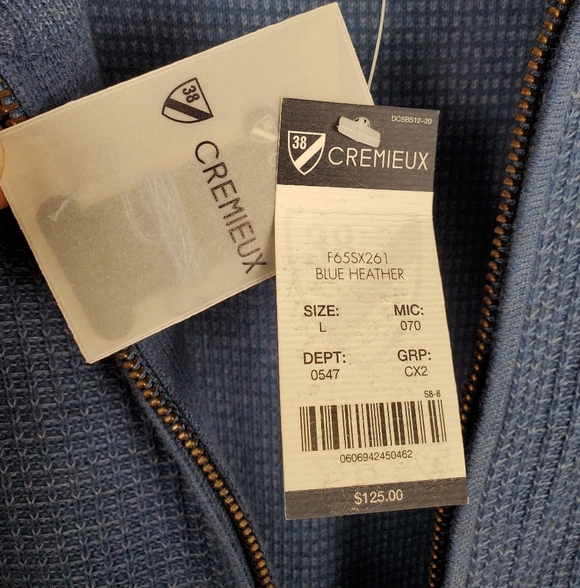 38
CREMIEUX
DCSBS12-20
38
CREMIEUX
F65SX261
BLUE HEATHER
SIZE: MIC:
L 070
DEPT: GRP:
0547 CX2
S8-8
0606942450462
$125.00